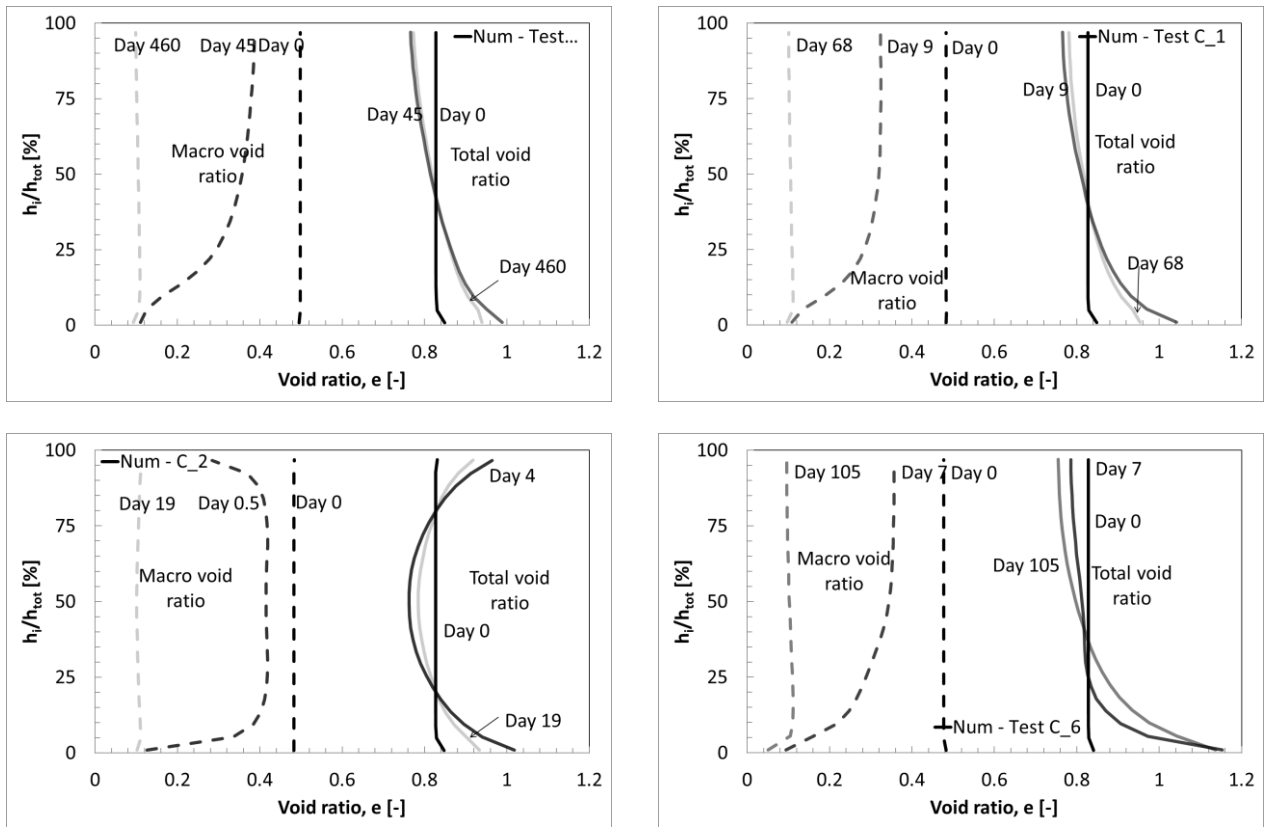 100
75
50
25
0
h_i/h_tot [%]
Day 460
Day 45
Day 0
Num - Test...
Day 45
Day 0
Macro void
ratio
Total void
ratio
Day 460
0 0.2 0.4 0.6 0.8 1 1.2
Void ratio, e [-]
100
75
50
25
0
h_i/h_tot [%]
Day 68
Day 9
Day 0
Num - Test C_1
Day 9
Day 0
Total void
ratio
Macro void
ratio
Day 68
0 0.2 0.4 0.6 0.8 1 1.2
Void ratio, e [-]
100
75
50
25
0
h_i/h_tot [%]
Num - C_2
Day 4
Day 19
Day 0.5
Day 0
Macro void
ratio
Total void
ratio
Day 0
Day 19
0 0.2 0.4 0.6 0.8 1 1.2
Void ratio, e [-]
100
75
50
25
0
h_i/h_tot [%]
Day 105
Day 7
Day 0
Day 7
Day 0
Macro void
ratio
Day 105
Total void
ratio
Num - Test C_6
0 0.2 0.4 0.6 0.8 1 1.2
Void ratio, e [-]